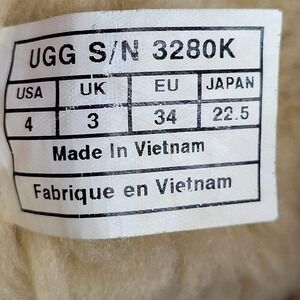 UGG S/N 3280K
USA UK EU JAPAN
4 3 34 22.5
Made In Vietnam
Fabrique en Vietnam